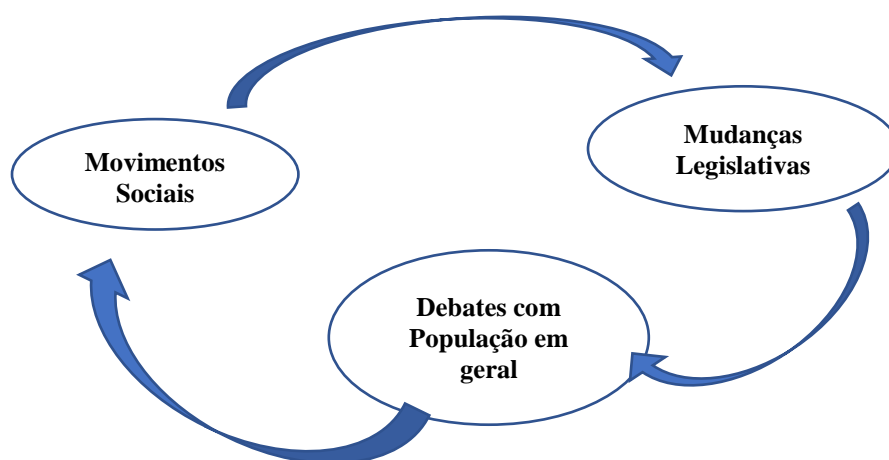 Movimentos
Sociais
Mudanças
Legislativas
Debates com
População em
geral